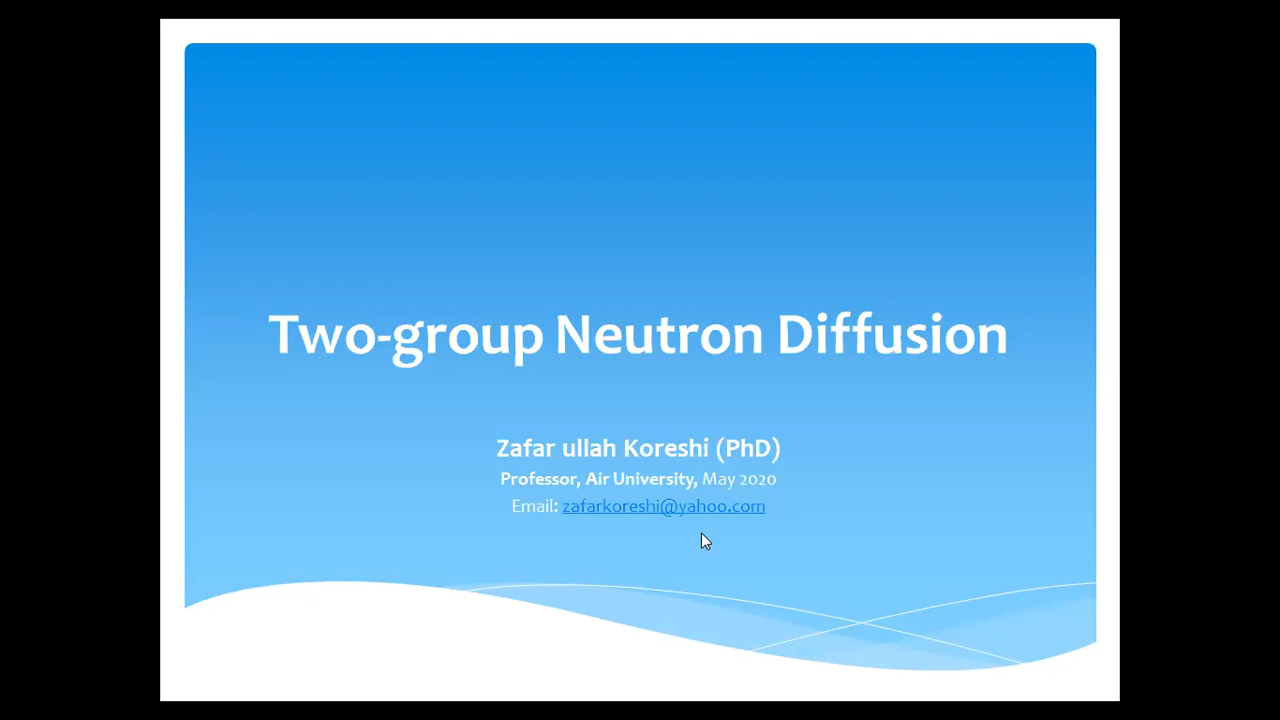 Two-group Neutron Diffusion
Zafar ullah Koreshi (PhD)
Professor, Air University, May 2020
Email: zafarkoreshi@yahoo.com